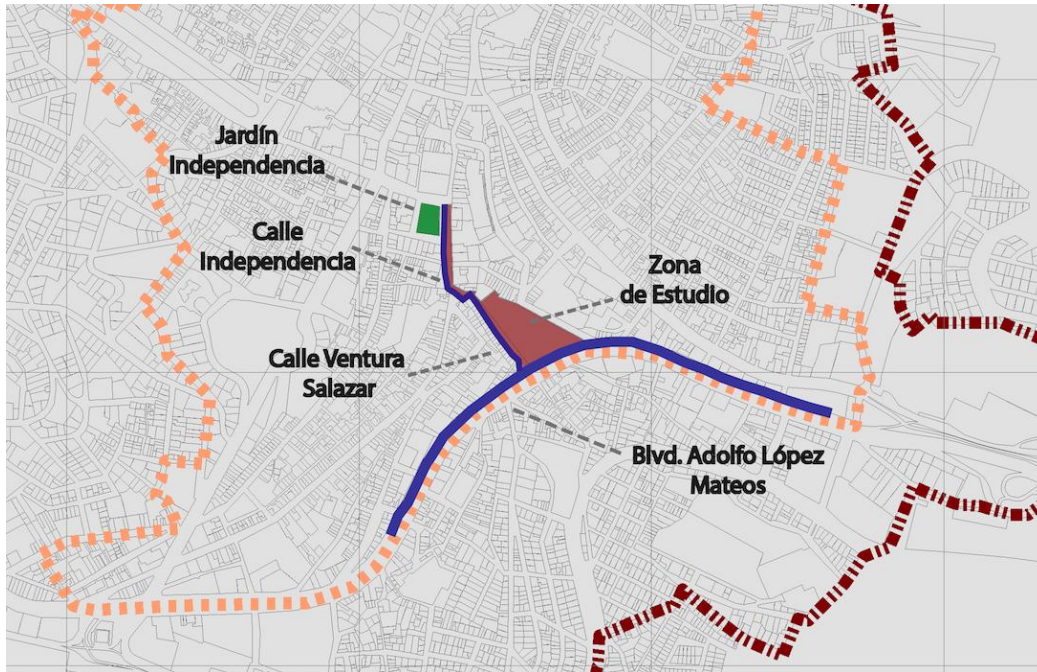 Jardín
Independencia
Calle
Independencia
Zona
de Estudio
Calle Ventura
Salazar
Blvd. Adolfo López
Mateos